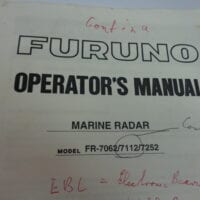 FURUNO
OPERATOR'S MANUAL
MARINE RADAR
MODEL FR-7062/7112/7252
EBL = Electronic